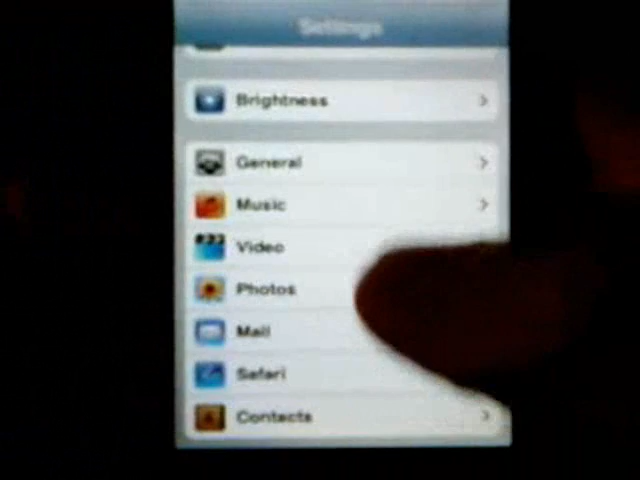 Settings
Brightness
General
Music
Video
Photos
Mail
Safari
Contacts